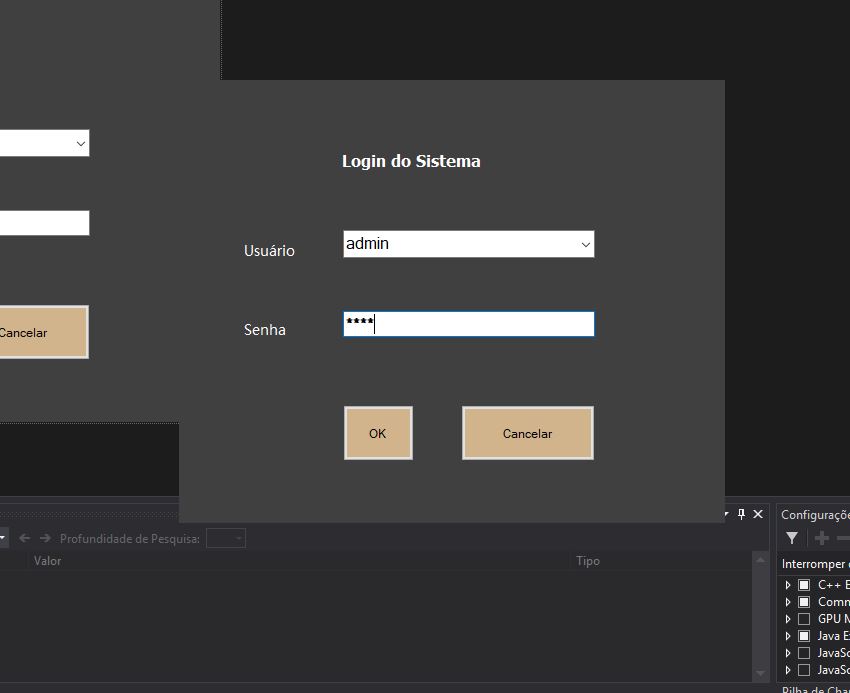 Login do Sistema
Usuário
admin
Senha
****
Cancelar
OK
Cancelar
Profundidade de Pesquisa:
Valor
Tipo
Configuraçõe
Interromper
C++ E
Comm
GPU M
Java E
JavaSc
JavaSc
Pilha de Cha